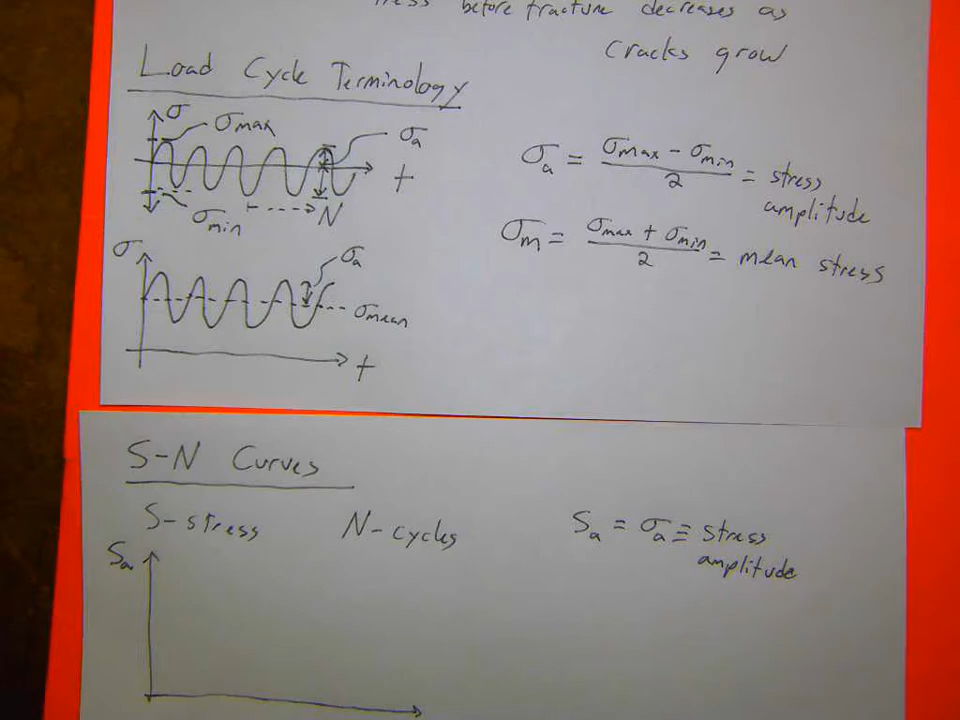 before fracture decreases as
cracks grow
Load Cycle Terminology
σ
σmax
σa
t
σmin
N
σa = σmax - σmin / 2 = stress
amplitude
σm = σmax + σmin / 2 = mean stress
σ
σa
σmean
t
S-N Curves
S-stress N-cycles
Sa = σa ≡ stress
amplitude
Sa